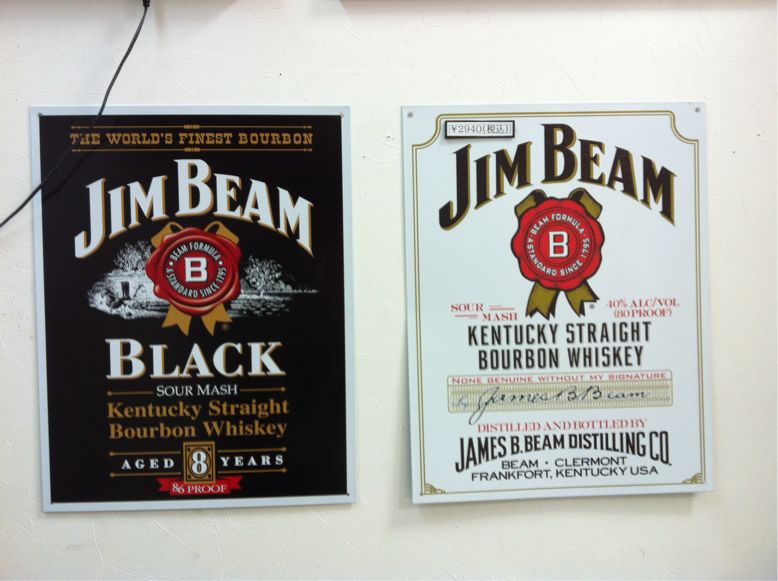 THE WORLD'S FINEST BOURBON
JIM BEAM
BEAM FORMULA
B
A STANDARD SINCE 1795
BLACK
SOUR MASH
Kentucky Straight
Bourbon Whiskey
AGED 8 YEARS
86 PROOF
¥2940(税込)
JIM BEAM
BEAM FORMULA
B
A STANDARD SINCE 1795
SOUR MASH
40% ALC/VOL
(80 PROOF)
KENTUCKY STRAIGHT
BOURBON WHISKEY
NONE GENUINE WITHOUT MY SIGNATURE
James B. Beam
DISTILLED AND BOTTLED BY
JAMES B. BEAM DISTILLING CO.
BEAM · CLERMONT
FRANKFORT, KENTUCKY USA